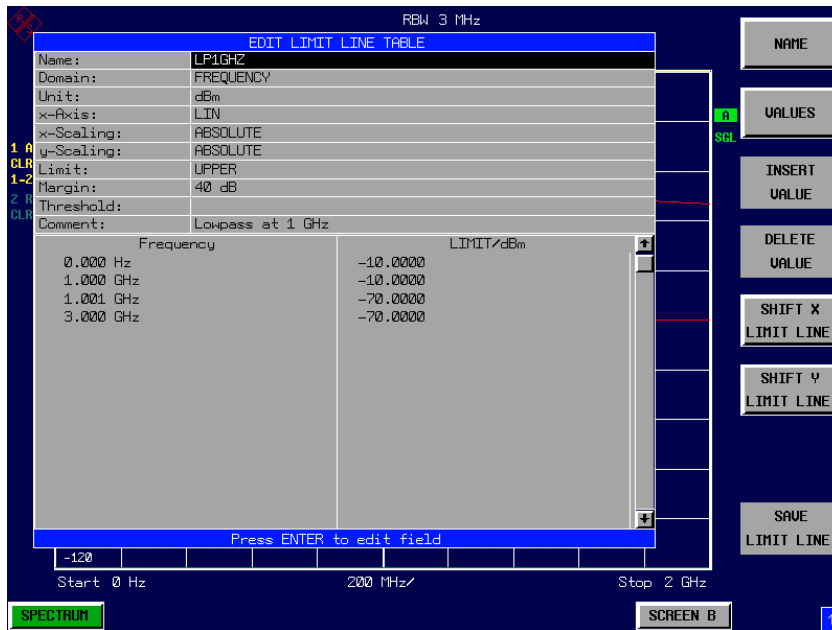 RBW 3 MHz
EDIT LIMIT LINE TABLE
Name: LP1GHZ
Domain: FREQUENCY
Unit: dBm
x-Axis: LIN
x-Scaling: ABSOLUTE
y-Scaling: ABSOLUTE
Limit: UPPER
Margin: 40 dB
Threshold:
Comment: Lowpass at 1 GHz
Frequency LIMIT/dBm
0.000 Hz -10.0000
1.000 GHz -10.0000
1.001 GHz -70.0000
3.000 GHz -70.0000
Press ENTER to edit field
1 A
CLR
1-2
2 R
CLR
A
SGL
-120
Start 0 Hz 200 MHz/ Stop 2 GHz
SPECTRUM
SCREEN B
NAME
VALUES
INSERT
VALUE
DELETE
VALUE
SHIFT X
LIMIT LINE
SHIFT Y
LIMIT LINE
SAVE
LIMIT LINE